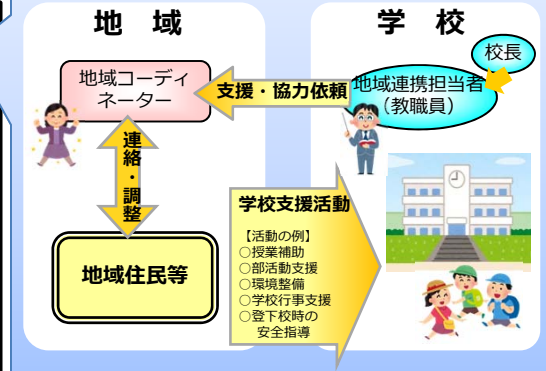 地 域
学 校
校長
地域コーディ
ネーター
支援・協力依頼
地域連携担当者
（教職員）
連絡・調整
学校支援活動
【活動の例】
○授業補助
○部活動支援
○環境整備
○学校行事支援
○登下校時の
安全指導
地域住民等